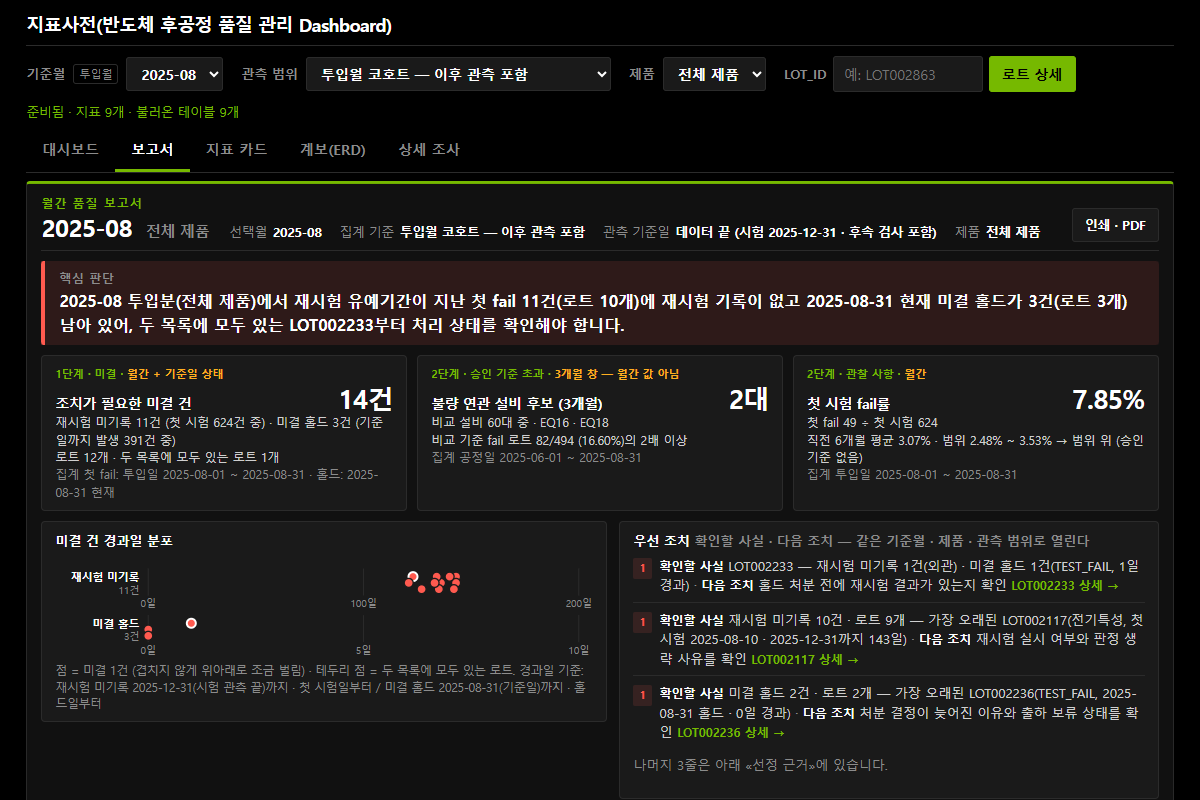 지표사전(반도체 후공정 품질 관리 Dashboard)
기준월 투입월 2025-08 관측 범위 투입월 코호트 — 이후 관측 포함 제품 전체 제품 LOT_ID 예: LOT002863 로트 상세
준비됨 · 지표 9개 · 불러온 테이블 9개
대시보드 보고서 지표 카드 계보(ERD) 상세 조사
월간 품질 보고서
2025-08 전체 제품 선택월 2025-08 집계 기준 투입월 코호트 — 이후 관측 포함 관측 기준일 데이터 끝 (시험 2025-12-31 · 후속 검사 포함) 제품 전체 제품 인쇄 · PDF
핵심 판단
2025-08 투입분(전체 제품)에서 재시험 유예기간이 지난 첫 fail 11건(로트 10개)에 재시험 기록이 없고 2025-08-31 현재 미결 홀드가 3건(로트 3개)
남아 있어, 두 목록에 모두 있는 LOT002233부터 처리 상태를 확인해야 합니다.
1단계 · 미결 · 월간 + 기준일 상태
조치가 필요한 미결 건 14건
재시험 미기록 11건 (첫 시험 624건 중) · 미결 홀드 3건 (기준
일까지 발생 391건 중)
로트 12개 · 두 목록에 모두 있는 로트 1개
집계 첫 fail: 투입일 2025-08-01 ~ 2025-08-31 · 홀드: 2025-
08-31 현재
2단계 · 승인 기준 초과 · 3개월 창 — 월간 값 아님
불량 연관 설비 후보 (3개월) 2대
비교 설비 60대 중 · EQ16 · EQ18
비교 기준 fail 로트 82/494 (16.60%)의 2배 이상
집계 공정일 2025-06-01 ~ 2025-08-31
2단계 · 관찰 사항 · 월간
첫 시험 fail률 7.85%
첫 fail 49 ÷ 첫 시험 624
직전 6개월 평균 3.07% · 범위 2.48% ~ 3.53% → 범위 위 (승인
기준 없음)
집계 투입일 2025-08-01 ~ 2025-08-31
미결 건 경과일 분포
재시험 미기록
11건
0일 100일 200일
미결 홀드
3건
0일 5일 10일
점 = 미결 1건 (겹치지 않게 위아래로 조금 벌림) · 테두리 점 = 두 목록에 모두 있는 로트. 경과일 기준:
재시험 미기록 2025-12-31(시험 관측 끝)까지 · 첫 시험일부터 / 미결 홀드 2025-08-31(기준일)까지 · 홀
드일부터
우선 조치 확인할 사실 · 다음 조치 — 같은 기준월 · 제품 · 관측 범위로 열린다
1 확인할 사실 LOT002233 — 재시험 미기록 1건(외관) · 미결 홀드 1건(TEST_FAIL, 1일
경과) · 다음 조치 홀드 처분 전에 재시험 결과가 있는지 확인 LOT002233 상세 →
1 확인할 사실 재시험 미기록 10건 · 로트 9개 — 가장 오래된 LOT002117(전기특성, 첫
시험 2025-08-10 · 2025-12-31까지 143일) · 다음 조치 재시험 실시 여부와 판정 생
략 사유를 확인 LOT002117 상세 →
1 확인할 사실 미결 홀드 2건 · 로트 2개 — 가장 오래된 LOT002236(TEST_FAIL, 2025-
08-31 홀드 · 0일 경과) · 다음 조치 처분 결정이 늦어진 이유와 출하 보류 상태를 확
인 LOT002236 상세 →
나머지 3줄은 아래 «선정 근거»에 있습니다.